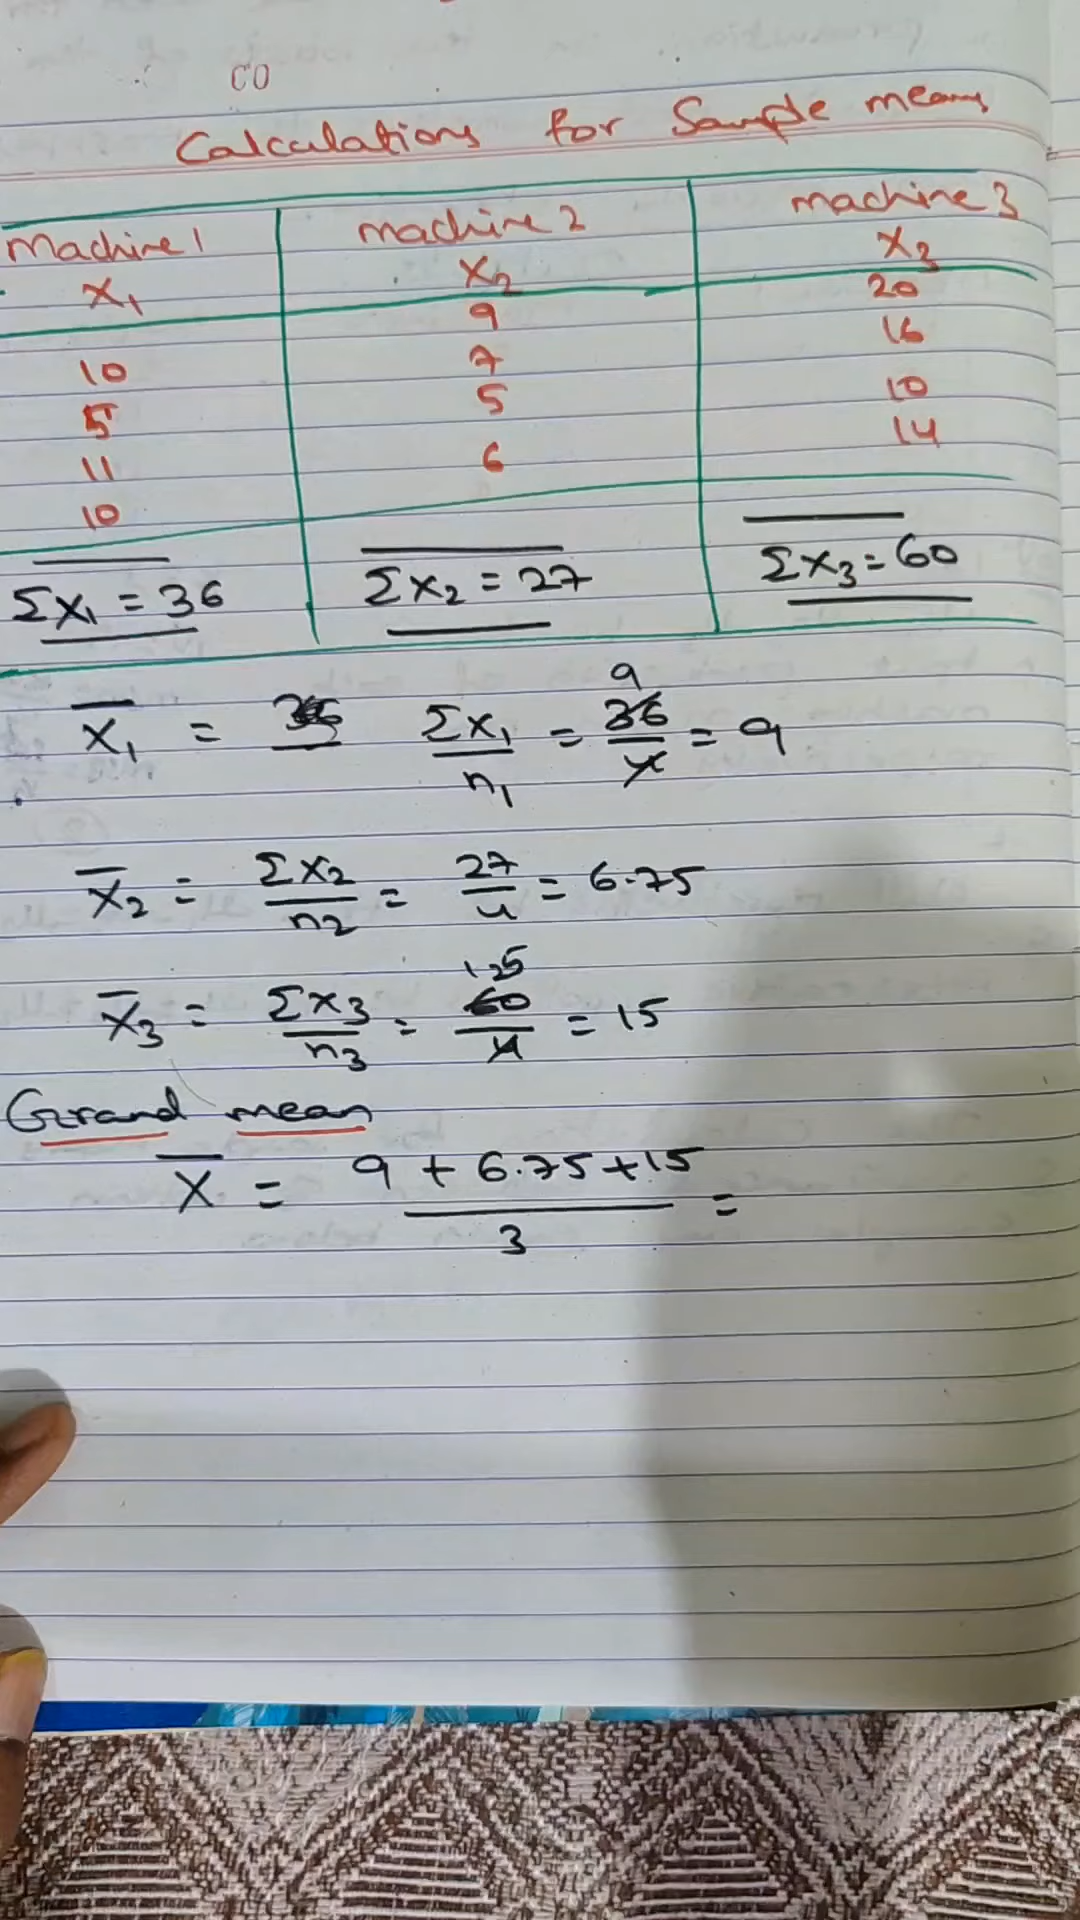 CO
Calculations for Sample means
Machine 1 machine 2 machine 3
X₁ X₂ X₃
10 9 20
5 7 16
11 5 10
10 6 14
ΣX₁ = 36 ΣX₂ = 27 ΣX₃ = 60
X̄₁ = ΣX₁/n₁ = 36/4 = 9
9
X̄₂ = ΣX₂/n₂ = 27/4 = 6.75
X̄₃ = ΣX₃/n₃ = 60/4 = 15
Grand mean
X̄ = 9 + 6.75 + 15 / 3 =